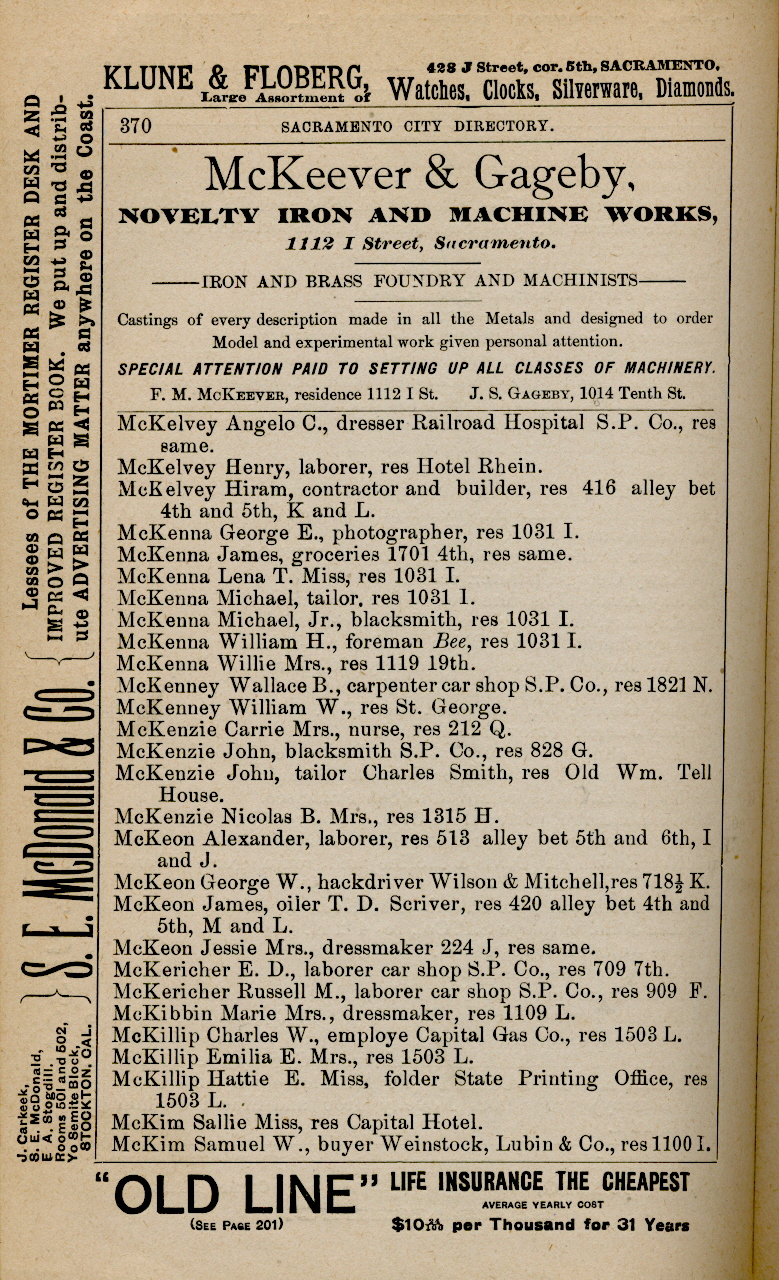 KLUNE & FLOBERG,
428 J Street, cor. 5th, SACRAMENTO,
Large Assortment of Watches, Clocks, Silverware, Diamonds.
370 SACRAMENTO CITY DIRECTORY.
McKeever & Gageby,
NOVELTY IRON AND MACHINE WORKS,
1112 I Street, Sacramento.
IRON AND BRASS FOUNDRY AND MACHINISTS
Castings of every description made in all the Metals and designed to order
Model and experimental work given personal attention.
SPECIAL ATTENTION PAID TO SETTING UP ALL CLASSES OF MACHINERY.
F. M. McKeever, residence 1112 I St. J. S. Gageby, 1014 Tenth St.
McKelvey Angelo C., dresser Railroad Hospital S.P. Co., res
same.
McKelvey Henry, laborer, res Hotel Rhein.
McKelvey Hiram, contractor and builder, res 416 alley bet
4th and 5th, K and L.
McKenna George E., photographer, res 1031 I.
McKenna James, groceries 1701 4th, res same.
McKenna Lena T. Miss, res 1031 I.
McKenna Michael, tailor, res 1031 I.
McKenna Michael, Jr., blacksmith, res 1031 I.
McKenna William H., foreman Bee, res 1031 I.
McKenna Willie Mrs., res 1119 19th.
McKenney Wallace B., carpenter car shop S.P. Co., res 1821 N.
McKenney William W., res St. George.
McKenzie Carrie Mrs., nurse, res 212 Q.
McKenzie John, blacksmith S.P. Co., res 828 G.
McKenzie John, tailor Charles Smith, res Old Wm. Tell
House.
McKenzie Nicolas B. Mrs., res 1315 H.
McKeon Alexander, laborer, res 513 alley bet 5th and 6th, I
and J.
McKeon George W., hackdriver Wilson & Mitchell, res 718½ K.
McKeon James, oiler T. D. Scriver, res 420 alley bet 4th and
5th, M and L.
McKeon Jessie Mrs., dressmaker 224 J, res same.
McKericher E. D., laborer car shop S.P. Co., res 709 7th.
McKericher Russell M., laborer car shop S.P. Co., res 909 F.
McKibbin Marie Mrs., dressmaker, res 1109 L.
McKillip Charles W., employe Capital Gas Co., res 1503 L.
McKillip Emilia E. Mrs., res 1503 L.
McKillip Hattie E. Miss, folder State Printing Office, res
1503 L.
McKim Sallie Miss, res Capital Hotel.
McKim Samuel W., buyer Weinstock, Lubin & Co., res 1100 I.
"OLD LINE" LIFE INSURANCE THE CHEAPEST
AVERAGE YEARLY COST
(SEE PAGE 201) per Thousand for 31 Years
J. Carkeek,
S. E. McDonald,
E. A. Stogdill.
Rooms 501 and 502,
Yo Semite Block,
STOCKTON, CAL.
S. E. McDonald & Co.
Lessees of THE MORTIMER REGISTER DESK AND
IMPROVED REGISTER BOOK. We put up and distrib-
ute ADVERTISING MATTER anywhere on the Coast.